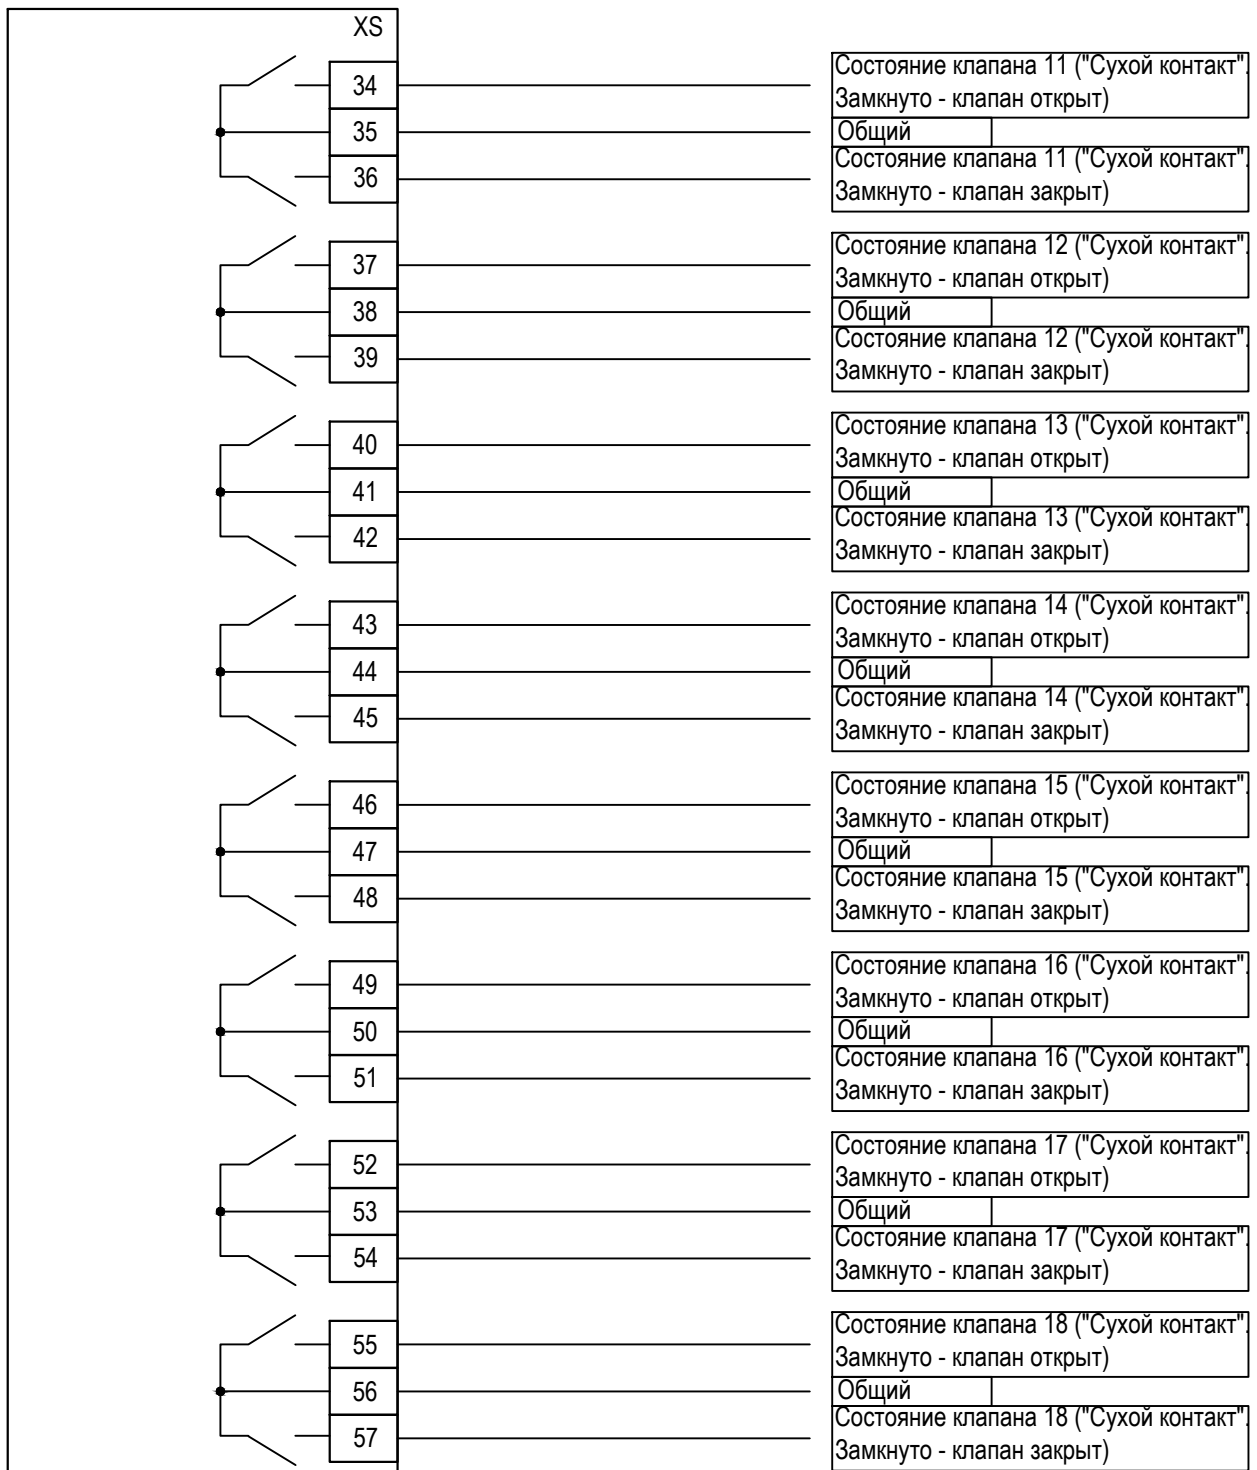 XS
34
Состояние клапана 11 ("Сухой контакт".
Замкнуто - клапан открыт)
35
Общий
36
Состояние клапана 11 ("Сухой контакт".
Замкнуто - клапан закрыт)
37
Состояние клапана 12 ("Сухой контакт".
Замкнуто - клапан открыт)
38
Общий
39
Состояние клапана 12 ("Сухой контакт".
Замкнуто - клапан закрыт)
40
Состояние клапана 13 ("Сухой контакт".
Замкнуто - клапан открыт)
41
Общий
42
Состояние клапана 13 ("Сухой контакт".
Замкнуто - клапан закрыт)
43
Состояние клапана 14 ("Сухой контакт".
Замкнуто - клапан открыт)
44
Общий
45
Состояние клапана 14 ("Сухой контакт".
Замкнуто - клапан закрыт)
46
Состояние клапана 15 ("Сухой контакт".
Замкнуто - клапан открыт)
47
Общий
48
Состояние клапана 15 ("Сухой контакт".
Замкнуто - клапан закрыт)
49
Состояние клапана 16 ("Сухой контакт".
Замкнуто - клапан открыт)
50
Общий
51
Состояние клапана 16 ("Сухой контакт".
Замкнуто - клапан закрыт)
52
Состояние клапана 17 ("Сухой контакт".
Замкнуто - клапан открыт)
53
Общий
54
Состояние клапана 17 ("Сухой контакт".
Замкнуто - клапан закрыт)
55
Состояние клапана 18 ("Сухой контакт".
Замкнуто - клапан открыт)
56
Общий
57
Состояние клапана 18 ("Сухой контакт".
Замкнуто - клапан закрыт)